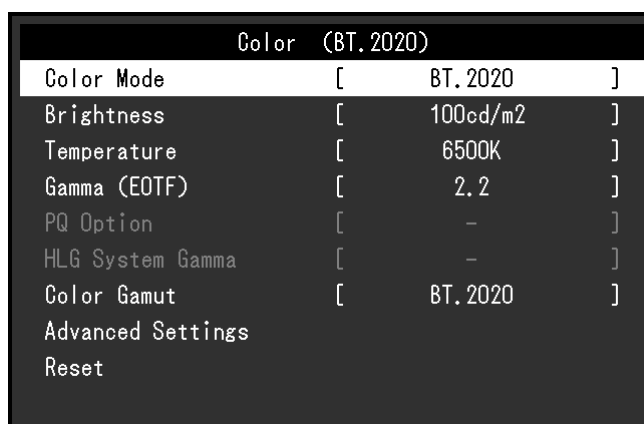 Color (BT.2020)
Color Mode [ BT.2020 ]
Brightness [ 100cd/m2 ]
Temperature [ 6500K ]
Gamma (EOTF) [ 2.2 ]
PQ Option [ – ]
HLG System Gamma [ – ]
Color Gamut [ BT.2020 ]
Advanced Settings
Reset